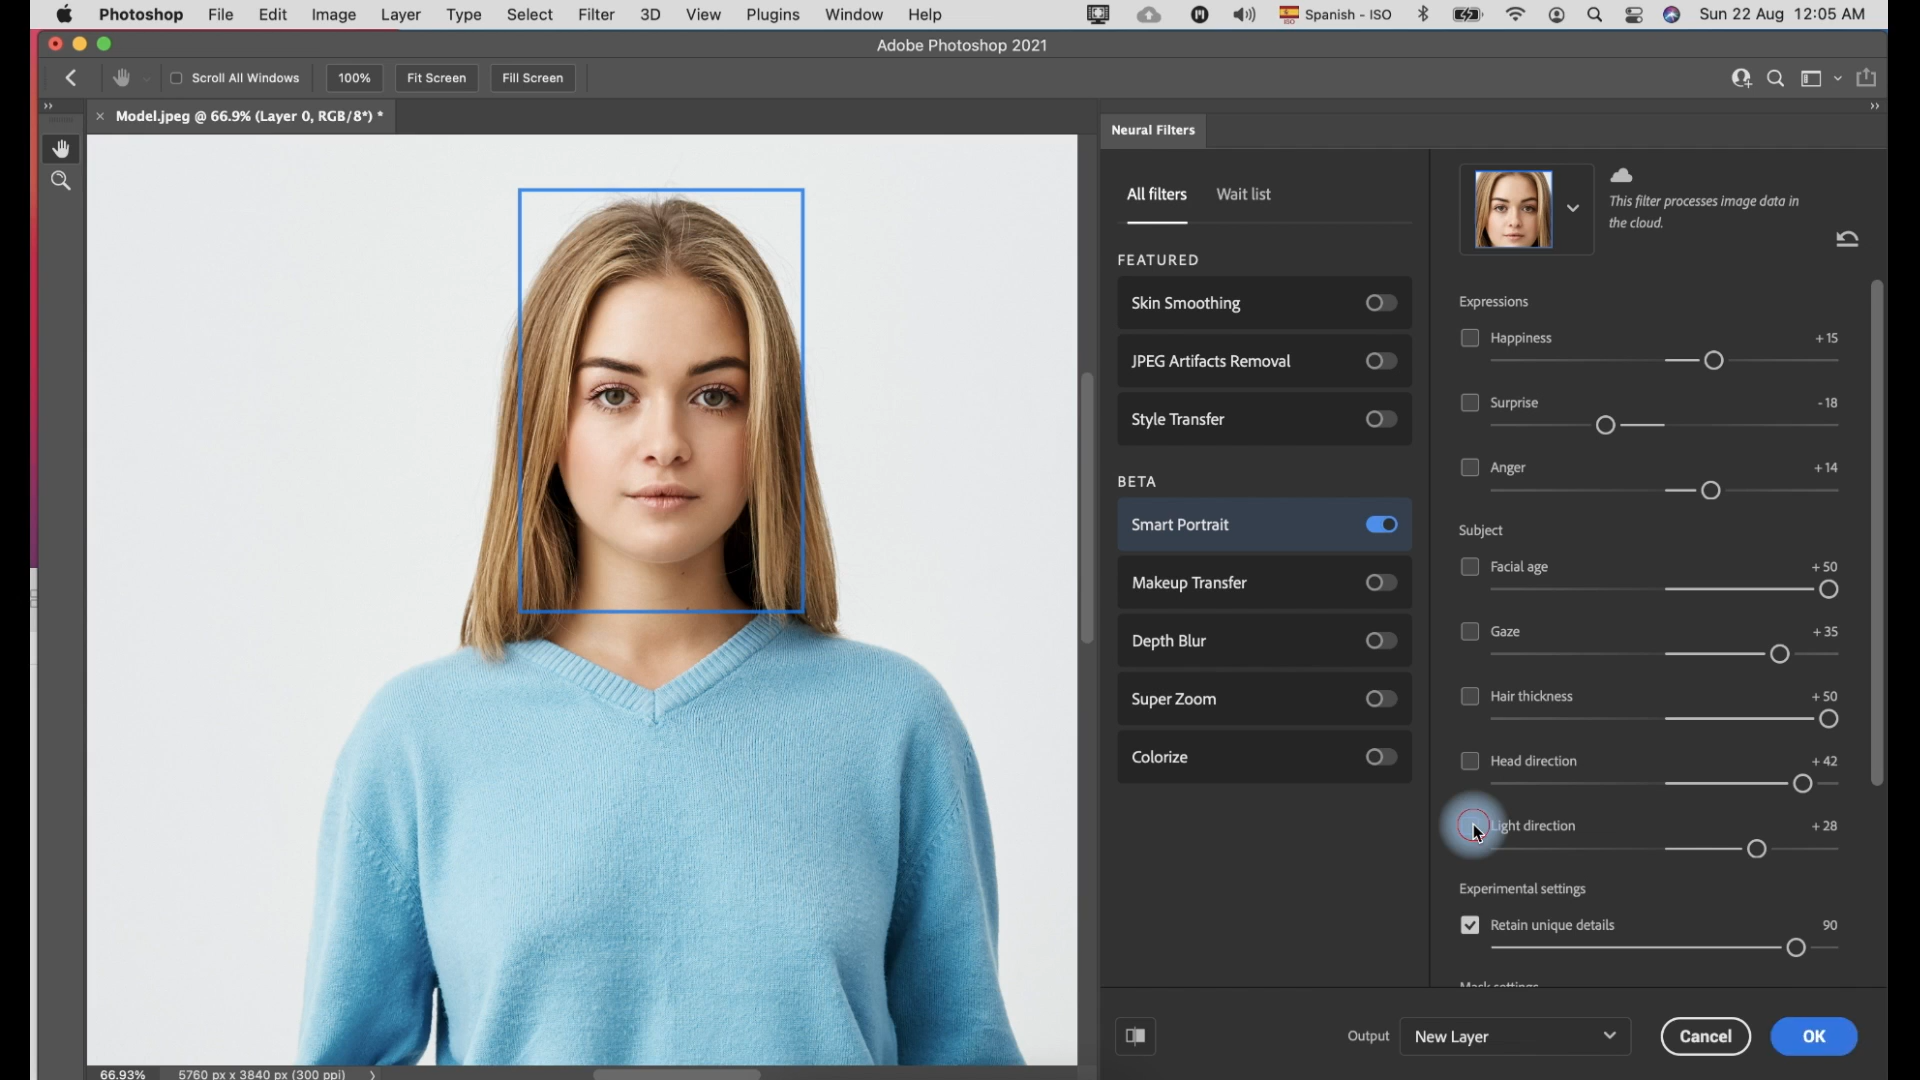 Photoshop File Edit Image Layer Type Select Filter 3D View Plugins Window Help Spanish - ISO Sun 22 Aug 12:05 AM
Adobe Photoshop 2021
Scroll All Windows 100% Fit Screen Fill Screen
Model.jpeg @ 66.9% (Layer 0, RGB/8*) *
Neural Filters
All filters Wait list
FEATURED
Skin Smoothing
JPEG Artifacts Removal
Style Transfer
BETA
Smart Portrait
Makeup Transfer
Depth Blur
Super Zoom
Colorize
This filter processes image data in
the cloud.
Expressions
Happiness +15
Surprise -18
Anger +14
Subject
Facial age +50
Gaze +35
Hair thickness +50
Head direction +42
Light direction +28
Experimental settings
Retain unique details 90
Mask settings
Output New Layer Cancel OK
66.93% 5760 px x 3840 px (300 ppi)